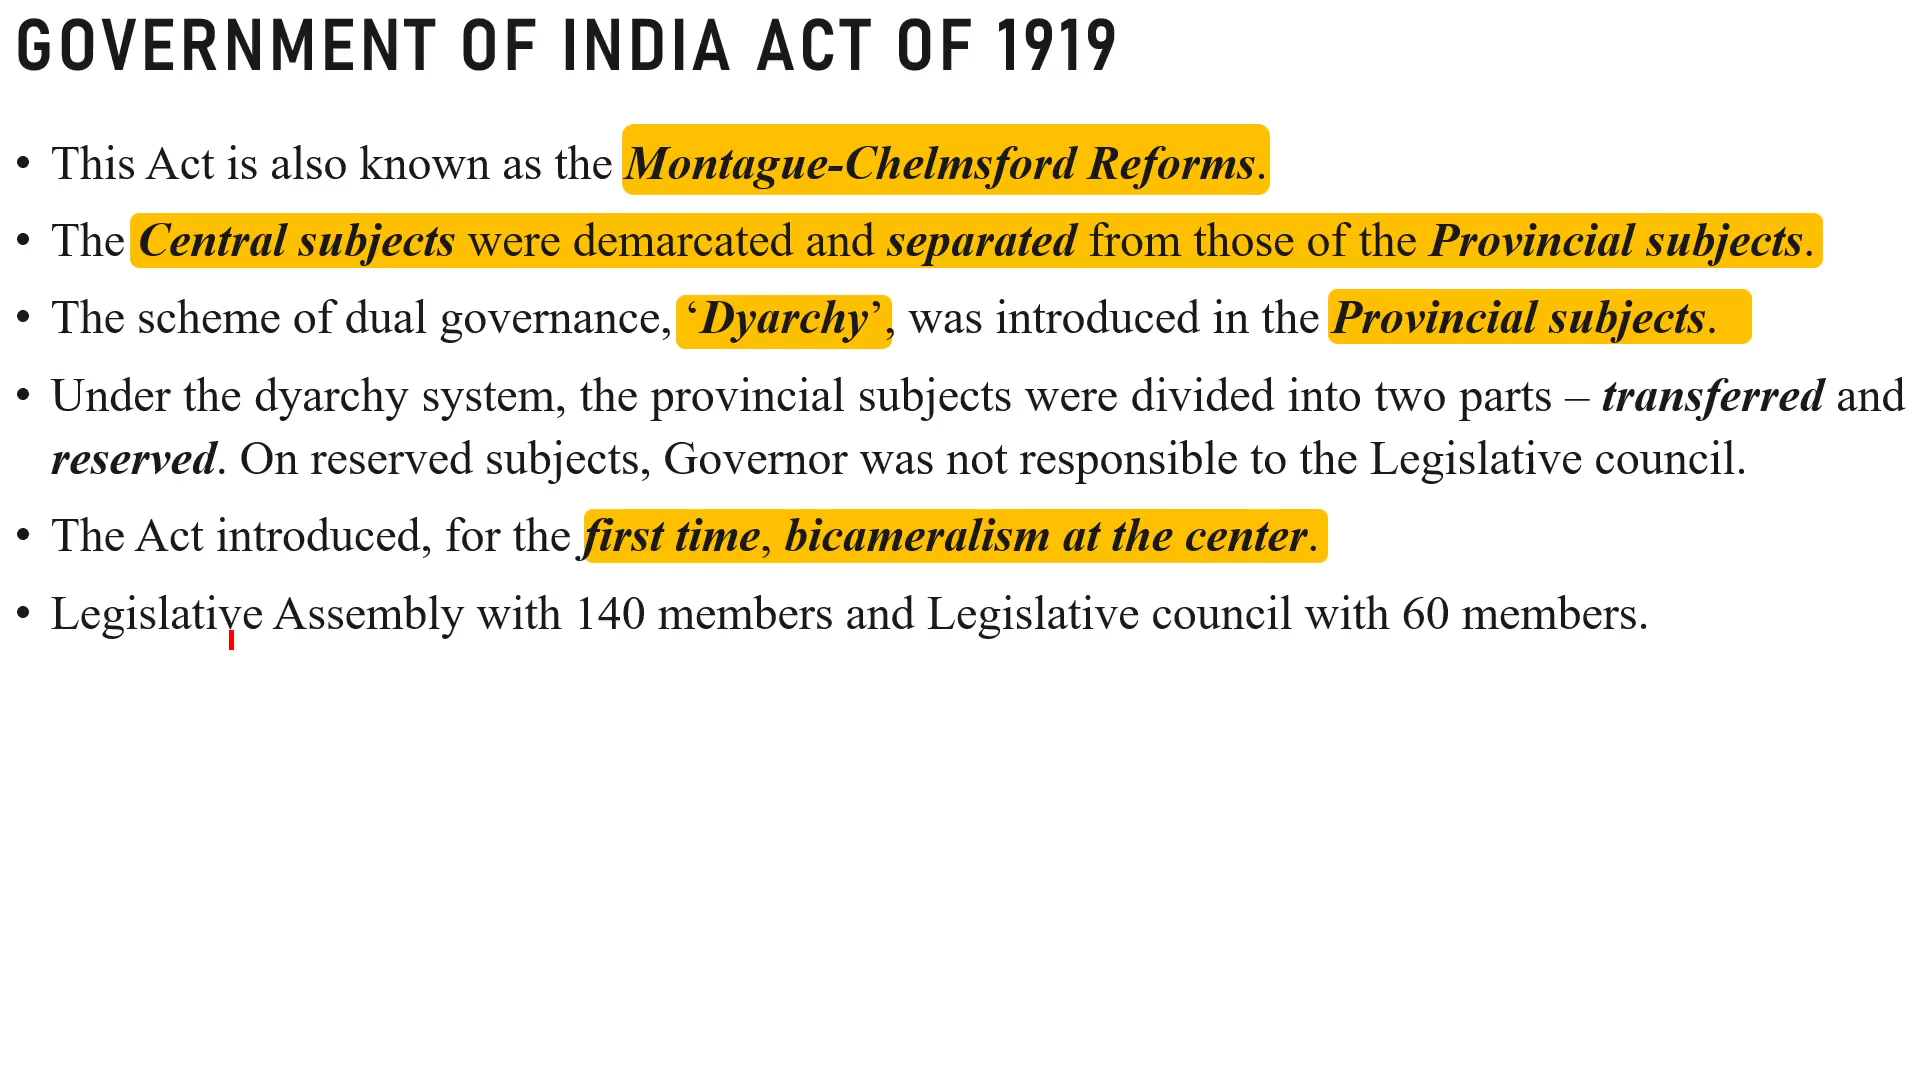 GOVERNMENT OF INDIA ACT OF 1919
• This Act is also known as the Montague-Chelmsford Reforms.
• The Central subjects were demarcated and separated from those of the Provincial subjects.
• The scheme of dual governance, ‘Dyarchy’, was introduced in the Provincial subjects.
• Under the dyarchy system, the provincial subjects were divided into two parts – transferred and
reserved. On reserved subjects, Governor was not responsible to the Legislative council.
• The Act introduced, for the first time, bicameralism at the center.
• Legislative Assembly with 140 members and Legislative council with 60 members.